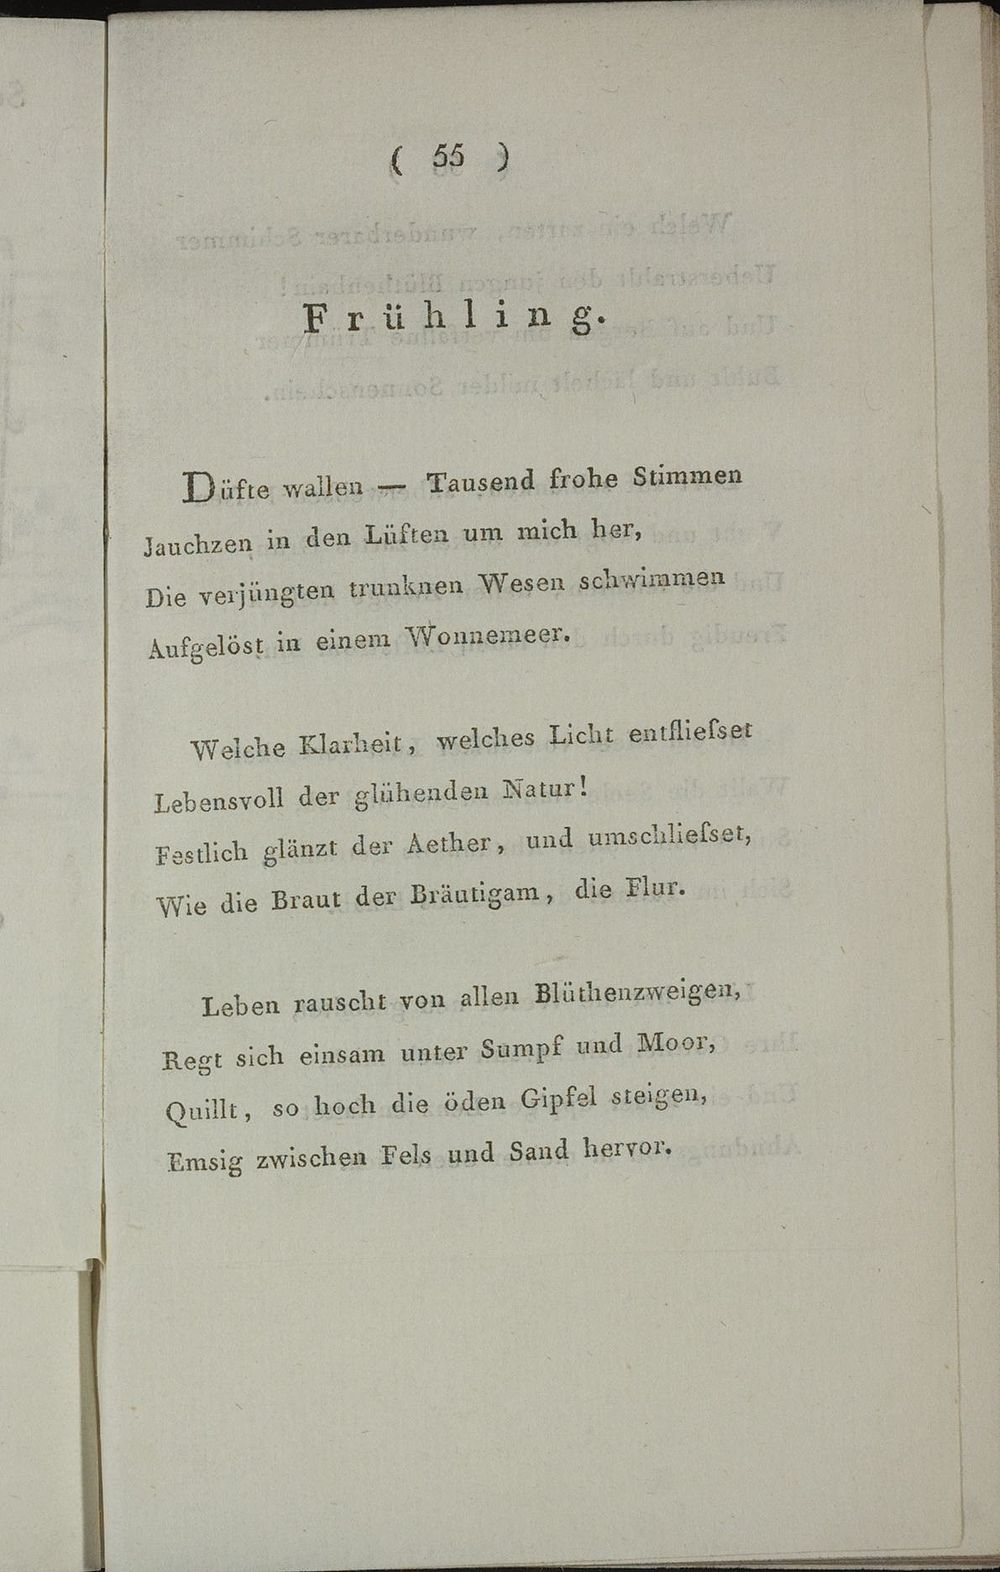 ( 55 )
Frühling.
Düfte wallen — Tausend frohe Stimmen
Jauchzen in den Lüften um mich her,
Die verjüngten trunknen Wesen schwimmen
Aufgelöst in einem Wonnemeer.
Welche Klarheit, welches Licht entflieſset
Lebensvoll der glühenden Natur!
Festlich glänzt der Aether, und umschlieſset,
Wie die Braut der Bräutigam, die Flur.
Leben rauscht von allen Blüthenzweigen,
Regt sich einsam unter Sumpf und Moor,
Quillt, so hoch die öden Gipfel steigen,
Emsig zwischen Fels und Sand hervor.